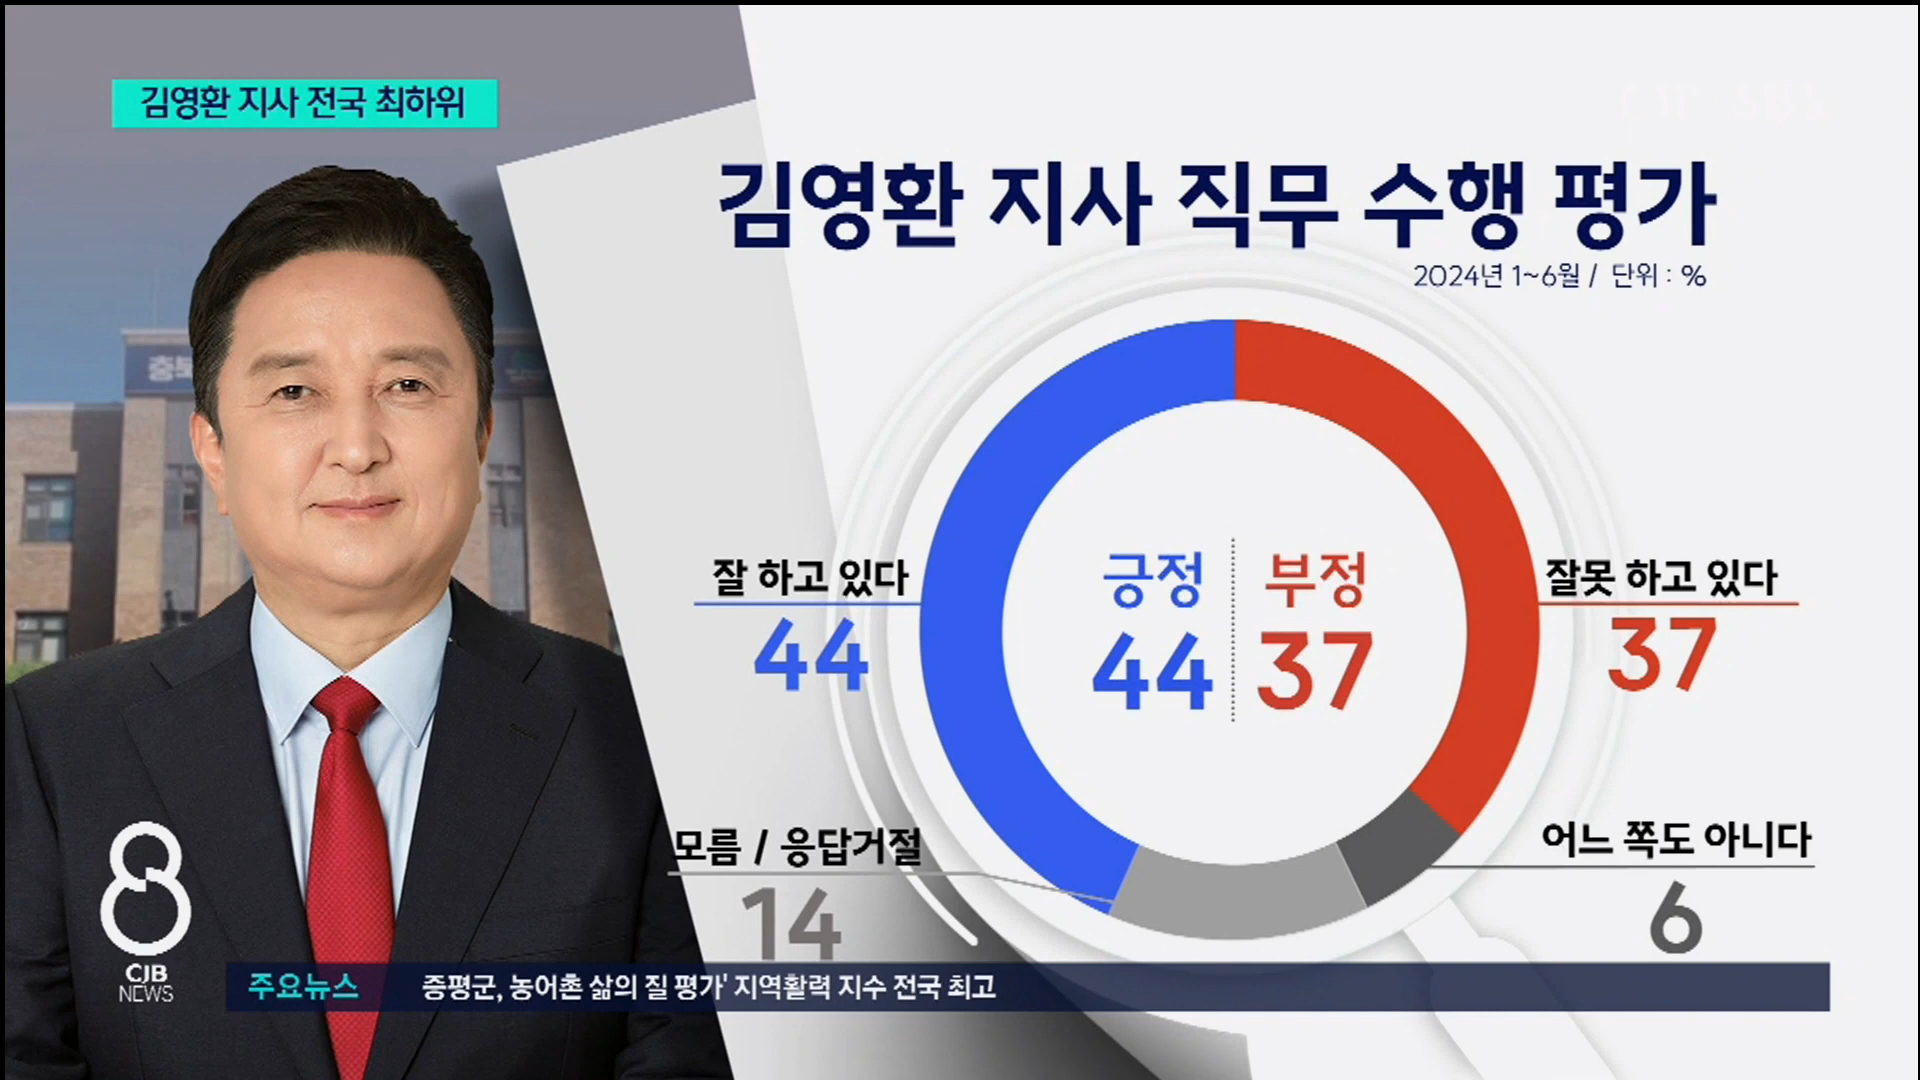 김영환 지사 전국 최하위
김영환 지사 직무 수행 평가
2024년 1~6월 / 단위 : %
충북
잘 하고 있다
44
긍정
44
부정
37
잘못 하고 있다
37
모름 / 응답거절
14
어느 쪽도 아니다
6
8
CJB
NEWS
주요뉴스 증평군, 농어촌 삶의 질 평가' 지역활력 지수 전국 최고